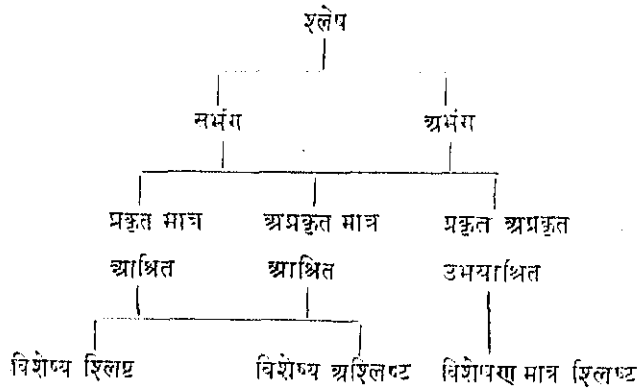 श्लेष
सभंग अभंग
प्रकृत मात्र अप्रकृत मात्र प्रकृत अप्रकृत
आश्रित आश्रित उभयाश्रित
विशेष्य श्लिष्ट विशेष्य अश्लिष्ट विशेषण मात्र श्लिष्ट